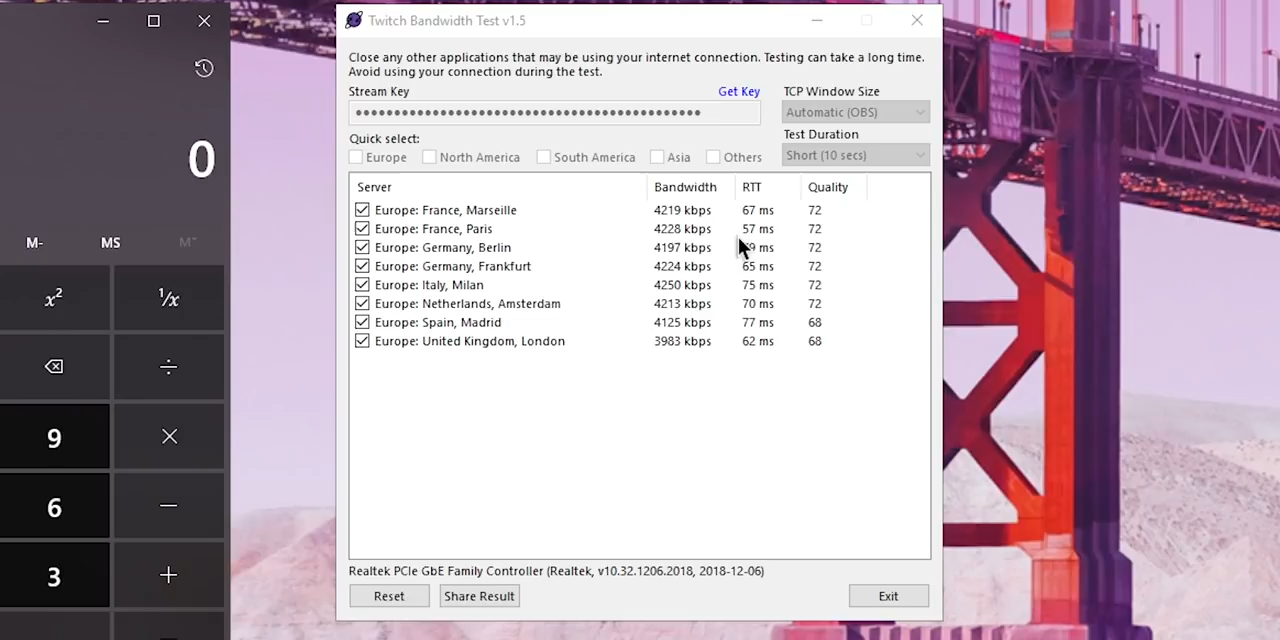 0
M-
MS
M˅
x²
¹/x
÷
9
×
6
−
3
+
Twitch Bandwidth Test v1.5
Close any other applications that may be using your internet connection. Testing can take a long time.
Avoid using your connection during the test.
Stream Key
Get Key
TCP Window Size
••••••••••••••••••••••••••••••••••••••••••••
Automatic (OBS)
Quick select:
Test Duration
Europe North America South America Asia Others
Short (10 secs)
Server Bandwidth RTT Quality
Europe: France, Marseille 4219 kbps 67 ms 72
Europe: France, Paris 4228 kbps 57 ms 72
Europe: Germany, Berlin 4197 kbps ms 72
Europe: Germany, Frankfurt 4224 kbps 65 ms 72
Europe: Italy, Milan 4250 kbps 75 ms 72
Europe: Netherlands, Amsterdam 4213 kbps 70 ms 72
Europe: Spain, Madrid 4125 kbps 77 ms 68
Europe: United Kingdom, London 3983 kbps 62 ms 68
Realtek PCIe GbE Family Controller (Realtek, v10.32.1206.2018, 2018-12-06)
Reset
Share Result
Exit